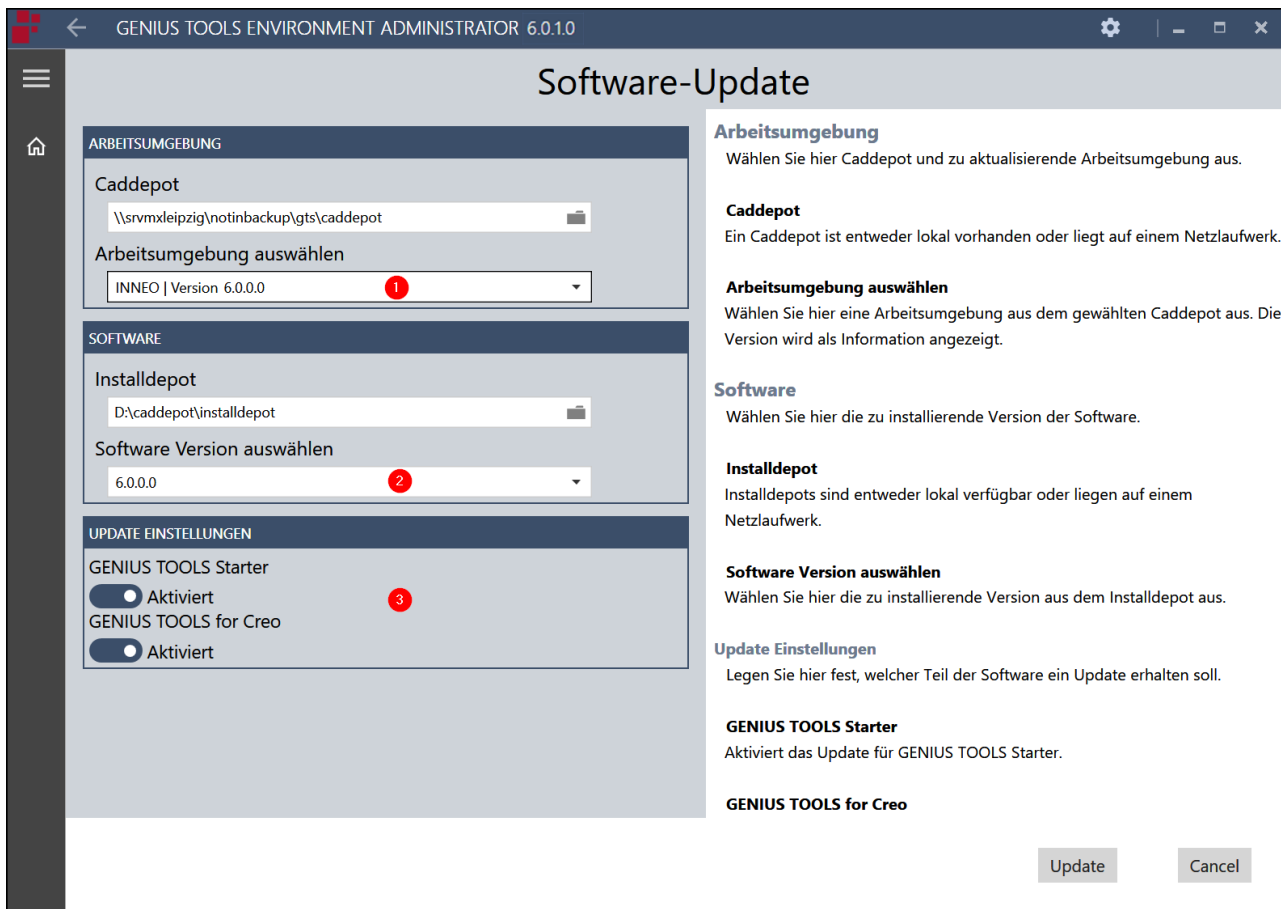 GENIUS TOOLS ENVIRONMENT ADMINISTRATOR 6.0.1.0
Software-Update
ARBEITSUMGEBUNG
Caddepot
\\srvmxleipzig\notinbackup\gts\caddepot
Arbeitsumgebung auswählen
INNEO | Version 6.0.0.0
1
SOFTWARE
Installdepot
D:\caddepot\installdepot
Software Version auswählen
6.0.0.0
2
UPDATE EINSTELLUNGEN
GENIUS TOOLS Starter
Aktiviert
3
GENIUS TOOLS for Creo
Aktiviert
Arbeitsumgebung
Wählen Sie hier Caddepot und zu aktualisierende Arbeitsumgebung aus.
Caddepot
Ein Caddepot ist entweder lokal vorhanden oder liegt auf einem Netzlaufwerk.
Arbeitsumgebung auswählen
Wählen Sie hier eine Arbeitsumgebung aus dem gewählten Caddepot aus. Die
Version wird als Information angezeigt.
Software
Wählen Sie hier die zu installierende Version der Software.
Installdepot
Installdepots sind entweder lokal verfügbar oder liegen auf einem
Netzlaufwerk.
Software Version auswählen
Wählen Sie hier die zu installierende Version aus dem Installdepot aus.
Update Einstellungen
Legen Sie hier fest, welcher Teil der Software ein Update erhalten soll.
GENIUS TOOLS Starter
Aktiviert das Update für GENIUS TOOLS Starter.
GENIUS TOOLS for Creo
Update
Cancel